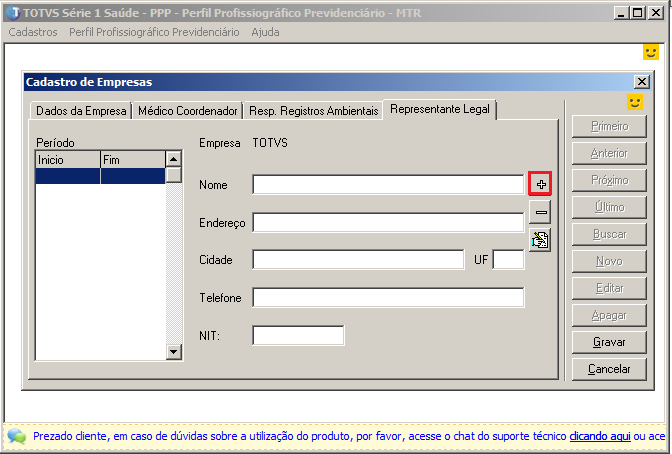 TOTVS Série 1 Saúde - PPP - Perfil Profissiográfico Previdenciário - MTR
Cadastros Perfil Profissiográfico Previdenciário Ajuda
Cadastro de Empresas
Dados da Empresa Médico Coordenador Resp. Registros Ambientais Representante Legal
Período
Inicio Fim
Empresa TOTVS
Nome
Endereço
Cidade UF
Telefone
NIT:
Primeiro
Anterior
Próximo
Último
Buscar
Novo
Editar
Apagar
Gravar
Cancelar
Prezado cliente, em caso de dúvidas sobre a utilização do produto, por favor, acesse o chat do suporte técnico clicando aqui ou ace